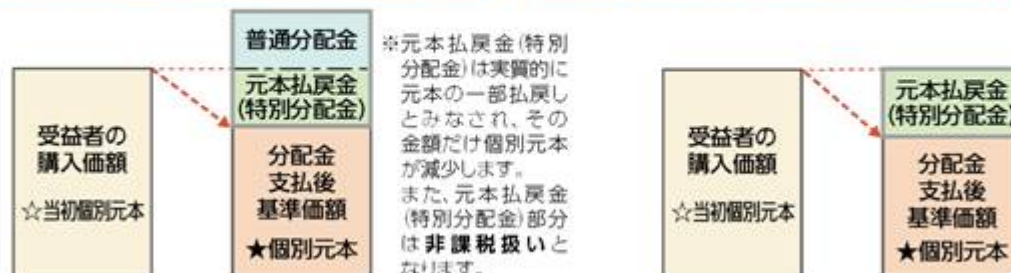 普通分配金
元本払戻金
(特別分配金)
受益者の
購入価額
☆当初個別元本
分配金
支払後
基準価額
★個別元本
※元本払戻金(特別
分配金)は実質的に
元本の一部払戻し
とみなされ、その
金額だけ個別元本
が減少します。
また、元本払戻金
(特別分配金)部分
は非課税扱いと
なります。
受益者の
購入価額
☆当初個別元本
元本払戻金
(特別分配金)
分配金
支払後
基準価額
★個別元本